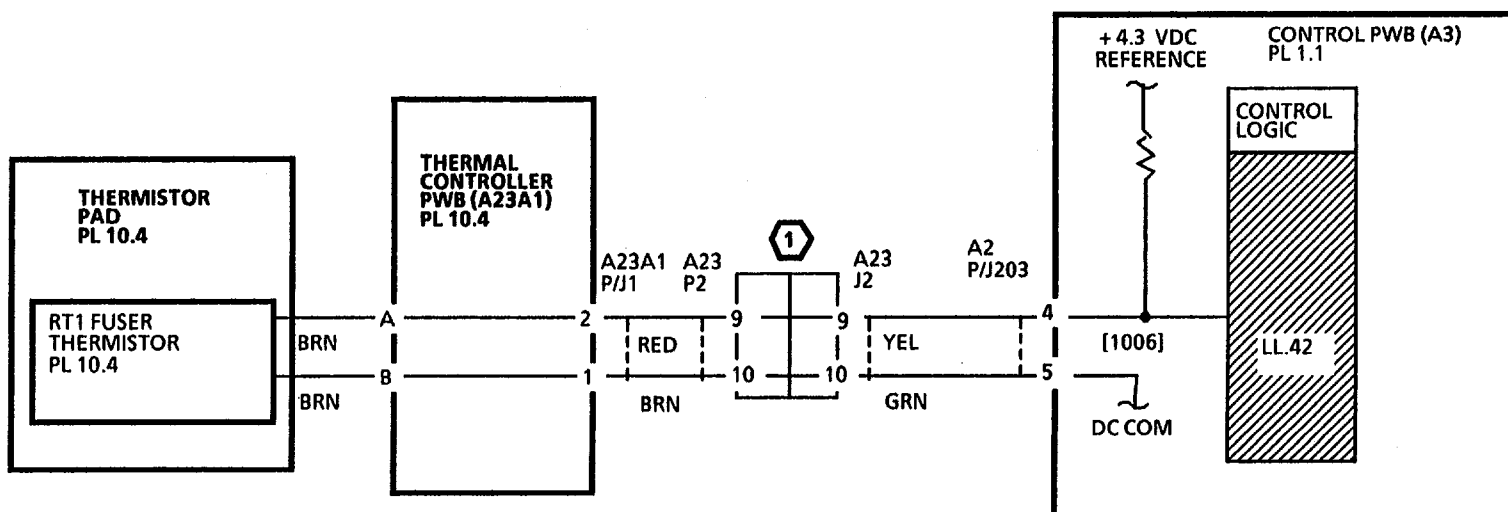 + 4.3 VDC
REFERENCE
CONTROL PWB (A3)
PL 1.1
CONTROL
LOGIC
THERMAL
CONTROLLER
PWB (A23A1)
PL 10.4
THERMISTOR
PAD
PL 10.4
1
A23A1
P/J1
A23
P2
A23
J2
A2
P/J203
RT1 FUSER
THERMISTOR
PL 10.4
BRN
A
2
RED
9
9
YEL
4
[1006]
LL.42
BRN
B
1
BRN
10
10
GRN
5
DC COM